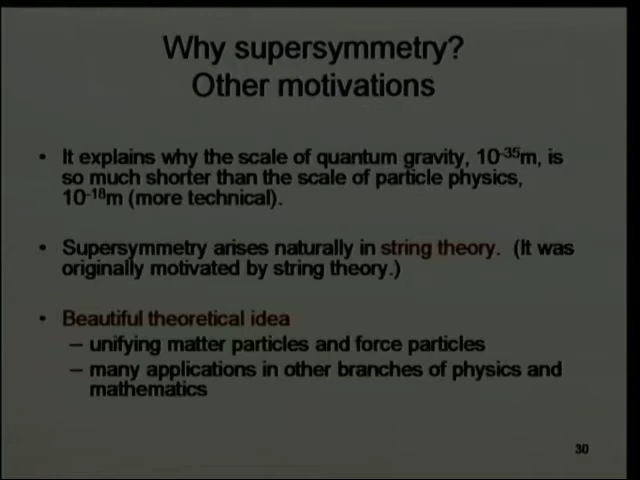 Why supersymmetry?
Other motivations
• It explains why the scale of quantum gravity, 10⁻³⁵m, is
so much shorter than the scale of particle physics,
10⁻¹⁸m (more technical).
• Supersymmetry arises naturally in string theory. (It was
originally motivated by string theory.)
• Beautiful theoretical idea
– unifying matter particles and force particles
– many applications in other branches of physics and
mathematics
30